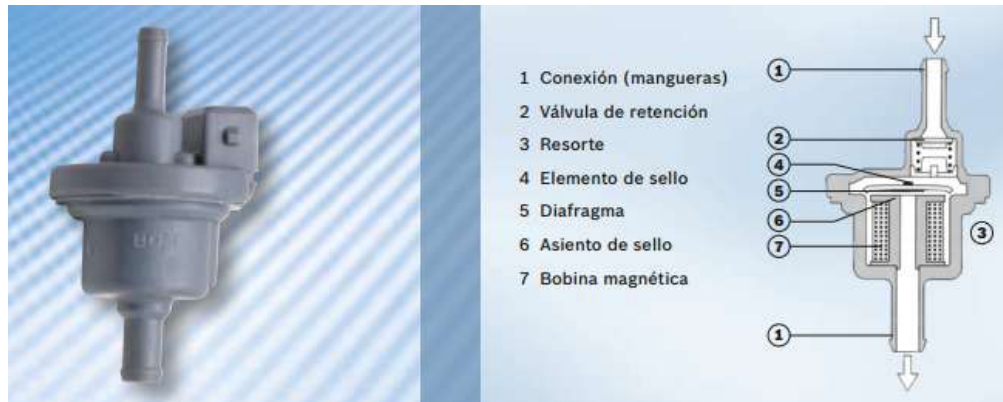 1 Conexión (mangueras)
2 Válvula de retención
3 Resorte
4 Elemento de sello
5 Diafragma
6 Asiento de sello
7 Bobina magnética
1
2
4
5
6
3
7
1